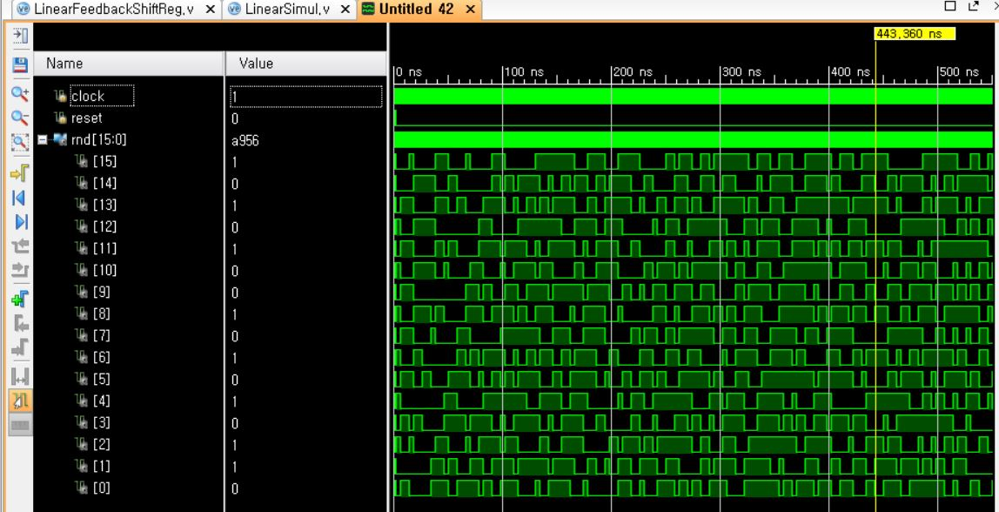 LinearFeedbackShiftReg.v x LinearSimul.v x Untitled 42 x
443.360 ns
Name Value
0 ns 100 ns 200 ns 300 ns 400 ns 500 ns
clock 1
reset 0
rnd[15:0] a956
[15] 1
[14] 0
[13] 1
[12] 0
[11] 1
[10] 0
[9] 0
[8] 1
[7] 0
[6] 1
[5] 0
[4] 1
[3] 0
[2] 1
[1] 1
[0] 0